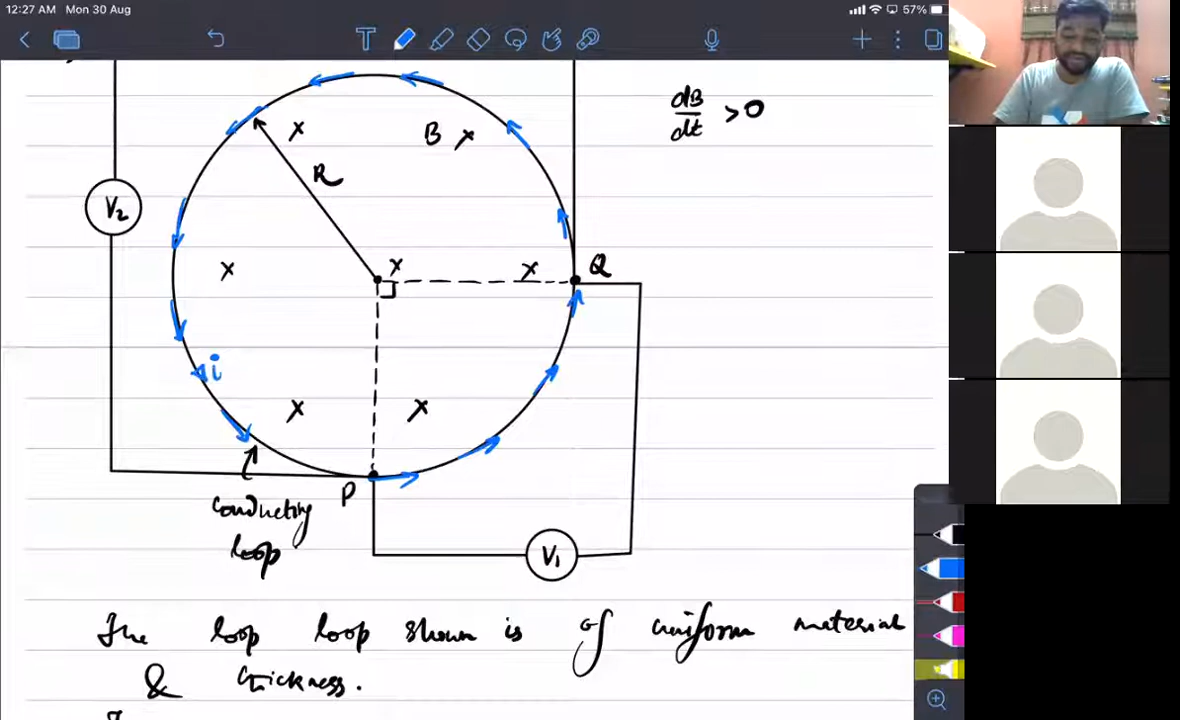 12:27 AM Mon 30 Aug 57%
T
dB
dt >0
B x
x
R
V₂
x
x
x Q
i
x
x
P
conducting
loop
V₁
The loop loop shown is of uniform material
& thickness.